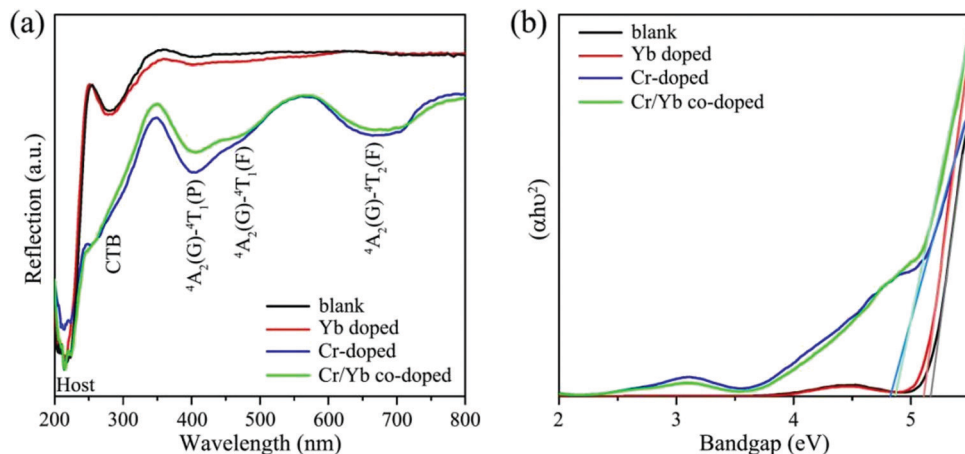 (a)
Reflection (a.u.)
Host
CTB
⁴A₂(G)-⁴T₁(P)
⁴A₂(G)-⁴T₁(F)
⁴A₂(G)-⁴T₂(F)
blank
Yb doped
Cr-doped
Cr/Yb co-doped
200 300 400 500 600 700 800
Wavelength (nm)
(b)
(αhυ²)
blank
Yb doped
Cr-doped
Cr/Yb co-doped
2 3 4 5
Bandgap (eV)